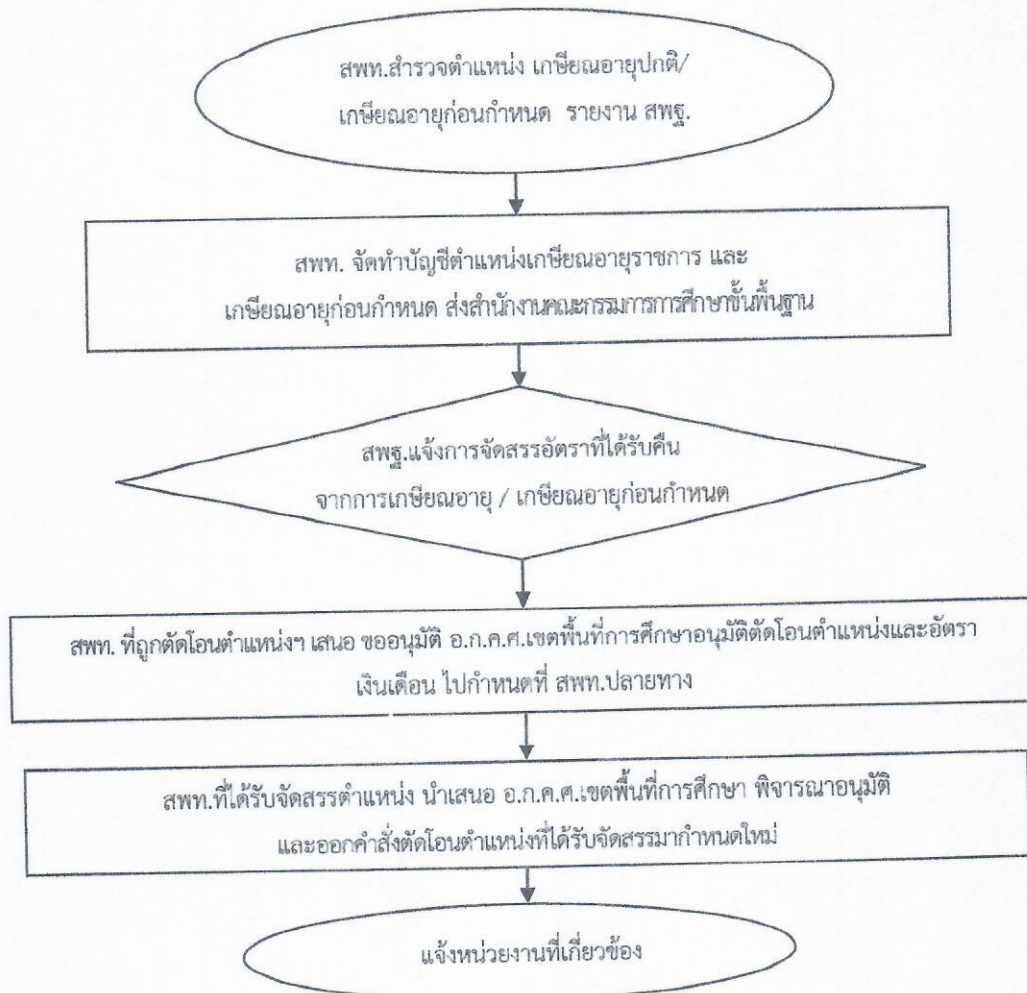 สพท.สำรวจตำแหน่ง เกษียณอายุปกติ/
เกษียณอายุก่อนกำหนด รายงาน สพฐ.
สพท. จัดทำบัญชีตำแหน่งเกษียณอายุราชการ และ
เกษียณอายุก่อนกำหนด ส่งสำนักงานคณะกรรมการการศึกษาขั้นพื้นฐาน
สพฐ.แจ้งการจัดสรรอัตราที่ได้รับคืน
จากการเกษียณอายุ / เกษียณอายุก่อนกำหนด
สพท. ที่ถูกตัดโอนตำแหน่งฯ เสนอ ขออนุมัติ อ.ก.ค.ศ.เขตพื้นที่การศึกษาอนุมัติตัดโอนตำแหน่งและอัตรา
เงินเดือน ไปกำหนดที่ สพท.ปลายทาง
สพท.ที่ได้รับจัดสรรตำแหน่ง นำเสนอ อ.ก.ค.ศ.เขตพื้นที่การศึกษา พิจารณาอนุมัติ
และออกคำสั่งตัดโอนตำแหน่งที่ได้รับจัดสรรมากำหนดใหม่
แจ้งหน่วยงานที่เกี่ยวข้อง